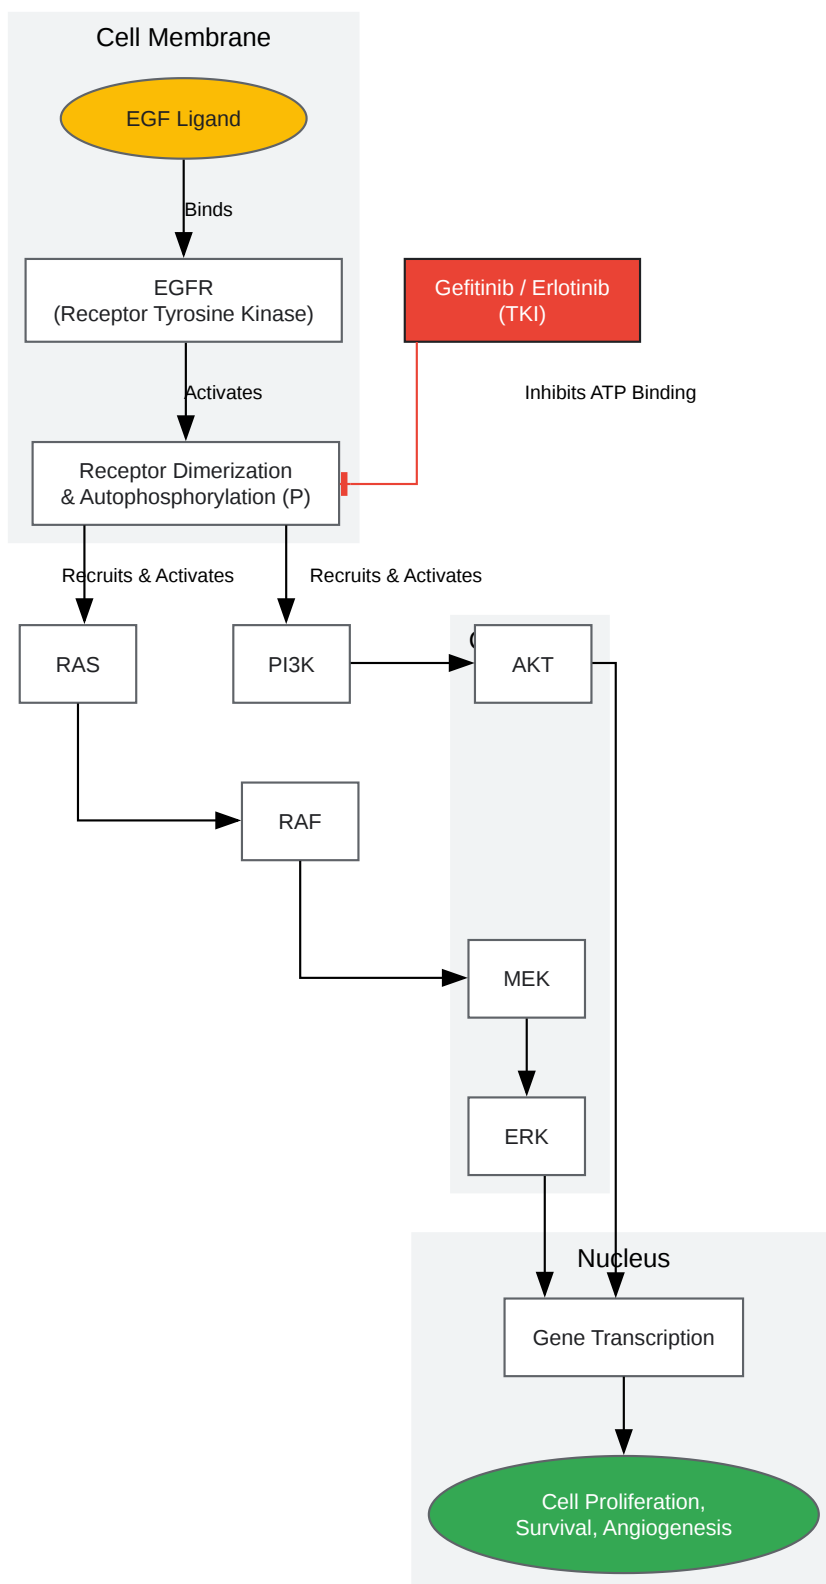 Cell Membrane
EGF Ligand
Binds
EGFR
(Receptor Tyrosine Kinase)
Gefitinib / Erlotinib
(TKI)
Activates
Inhibits ATP Binding
Receptor Dimerization
& Autophosphorylation (P)
Recruits & Activates
Recruits & Activates
RAS
PI3K
AKT
RAF
MEK
ERK
Nucleus
Gene Transcription
Cell Proliferation,
Survival, Angiogenesis